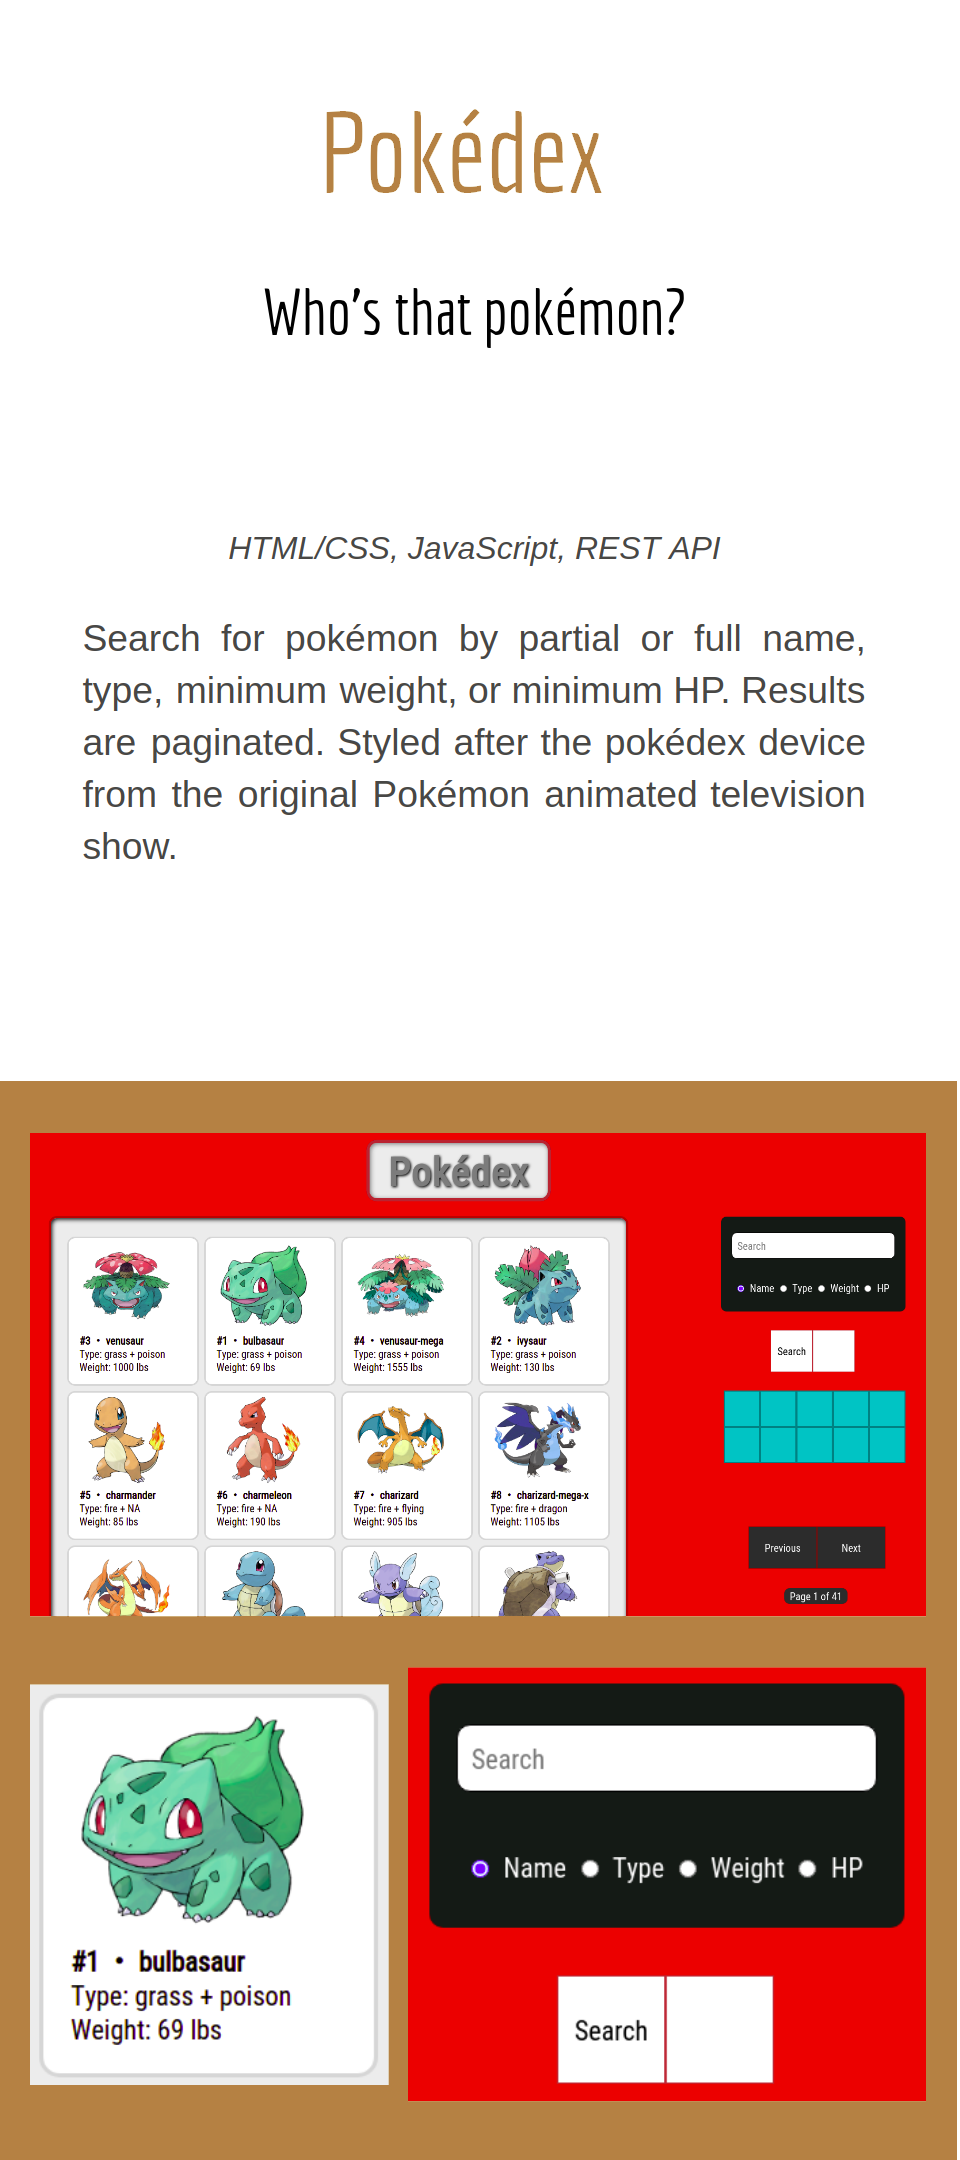 Pokédex
Who's that pokémon?
HTML/CSS, JavaScript, REST API
Search for pokémon by partial or full name,
type, minimum weight, or minimum HP. Results
are paginated. Styled after the pokédex device
from the original Pokémon animated television
show.
Pokédex
#3 • venusaur
Type: grass + poison
Weight: 1000 lbs
#1 • bulbasaur
Type: grass + poison
Weight: 69 lbs
#4 • venusaur-mega
Type: grass + poison
Weight: 1555 lbs
#2 • ivysaur
Type: grass + poison
Weight: 130 lbs
#5 • charmander
Type: fire + NA
Weight: 85 lbs
#6 • charmeleon
Type: fire + NA
Weight: 190 lbs
#7 • charizard
Type: fire + flying
Weight: 905 lbs
#8 • charizard-mega-x
Type: fire + dragon
Weight: 1105 lbs
Search
Name Type Weight HP
Search
Previous Next
Page 1 of 41
#1 • bulbasaur
Type: grass + poison
Weight: 69 lbs
Search
Name Type Weight HP
Search